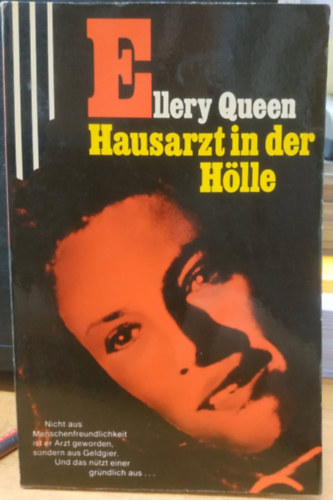 Ellery Queen
Hausarzt in der
Hölle
Nicht aus
Menschenfreundlichkeit
ist er Arzt geworden,
sondern aus Geldgier.
Und das nützt einer
gründlich aus . . .